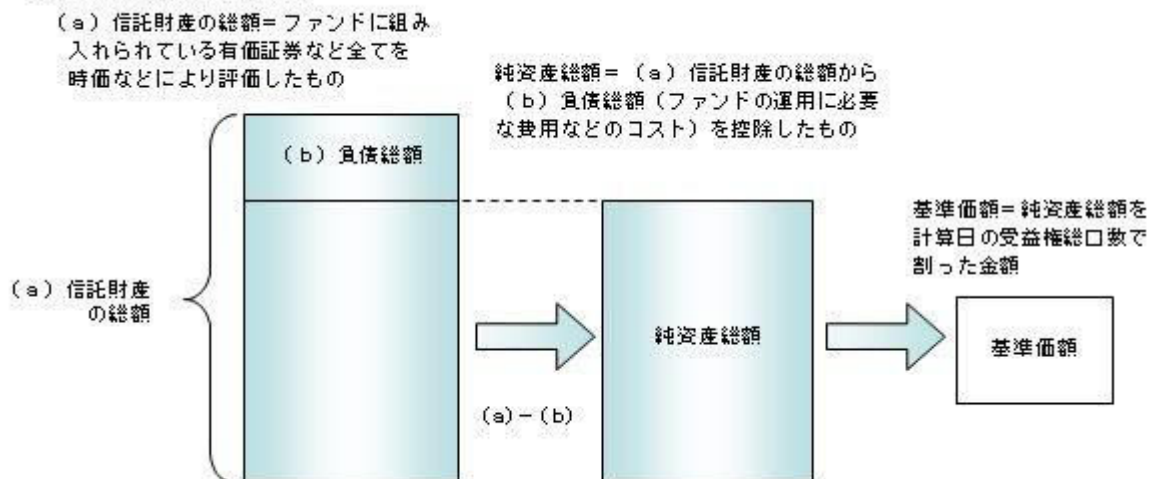 (a)信託財産の総額=ファンドに組み
入れられている有価証券など全てを
時価などにより評価したもの
純資産総額=(a)信託財産の総額から
(b)負債総額(ファンドの運用に必要
な費用などのコスト)を控除したもの
(b)負債総額
基準価額=純資産総額を
計算日の受益権総口数で
割った金額
(a)信託財産
の総額
純資産総額
基準価額
(a)-(b)